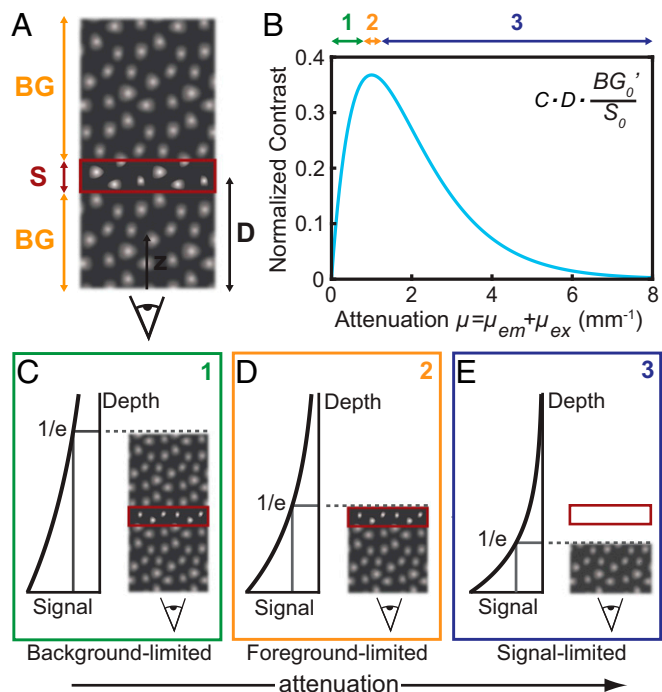 A
BG
S
BG
D
z
B
1 2 3
Normalized Contrast
0.4
0.3
0.2
0.1
0
C·D·BG₀'/S₀
0 2 4 6 8
Attenuation μ=μem+μex (mm⁻¹)
C 1
Depth
1/e
Signal
Background-limited
D 2
Depth
1/e
Signal
Foreground-limited
E 3
Depth
1/e
Signal
Signal-limited
attenuation